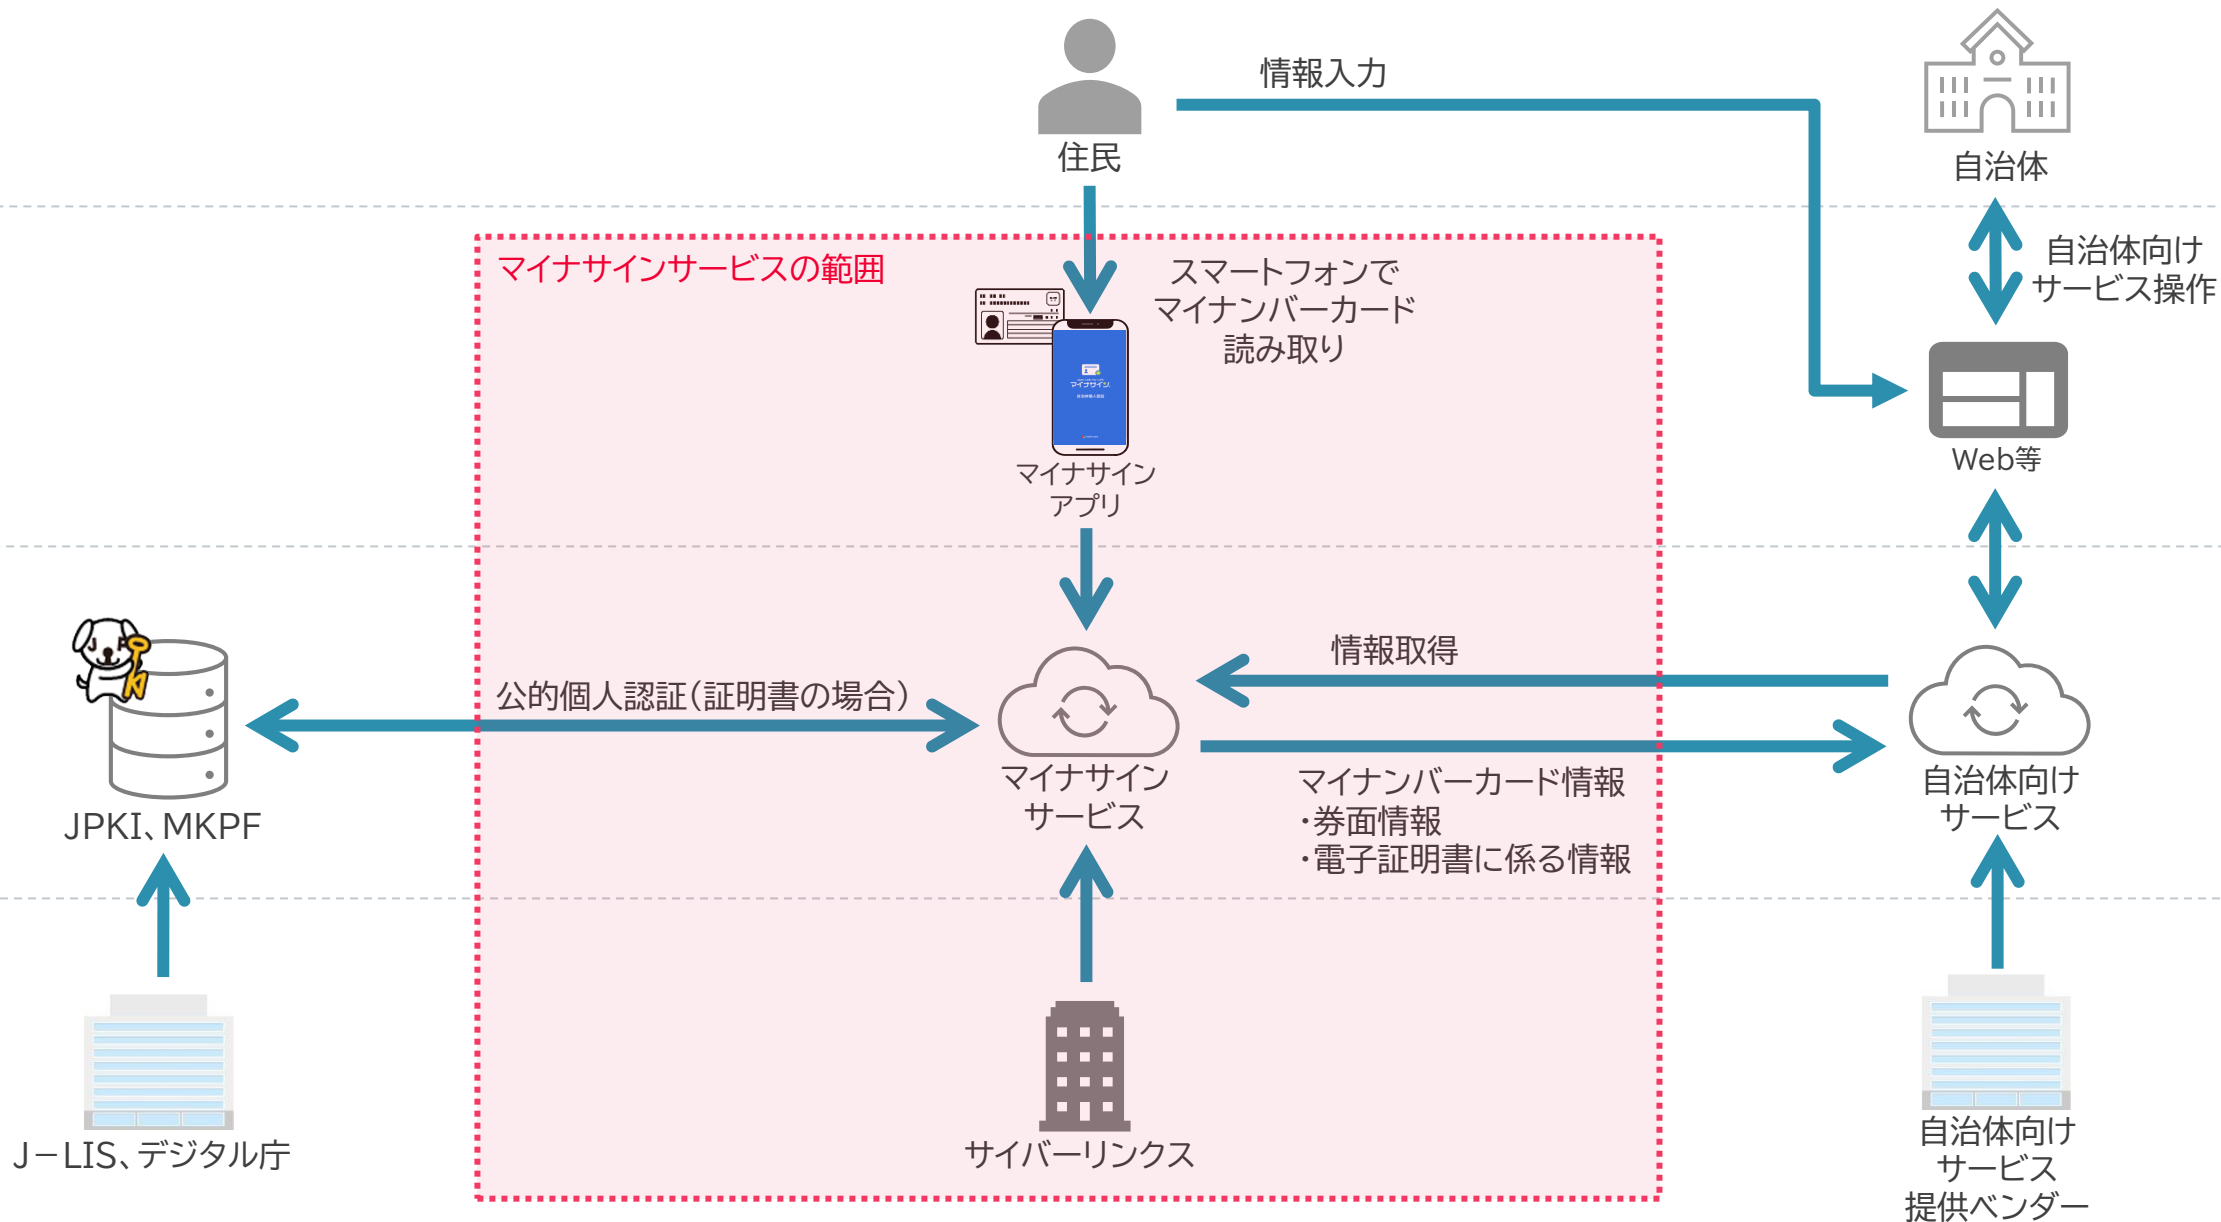 情報入力
住民
自治体
マイナサインサービスの範囲
スマートフォンで
マイナンバーカード
読み取り
自治体向け
サービス操作
マイナサイン
マイナサイン
アプリ
Web等
情報取得
公的個人認証（証明書の場合）
マイナサイン
サービス
マイナンバーカード情報
・券面情報
・電子証明書に係る情報
自治体向け
サービス
JPKI、MKPF
J－LIS、デジタル庁
サイバーリンクス
自治体向け
サービス
提供ベンダー